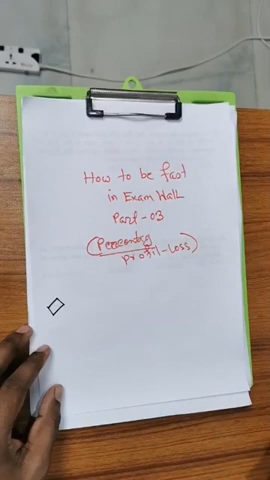 How to be fast
in Exam Hall
Part - 03
(Percentage
Profit-Loss)